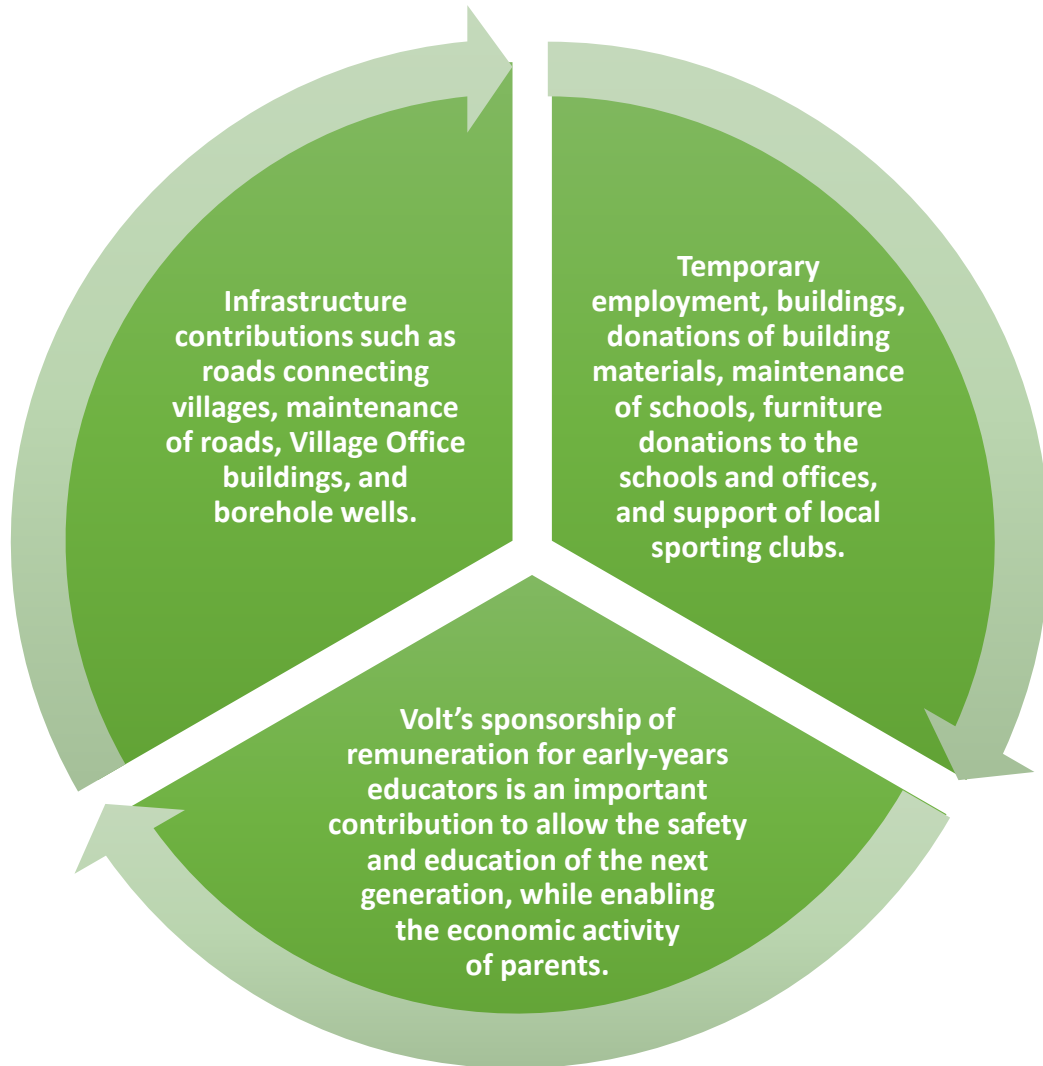 Infrastructure
contributions such as
roads connecting
villages, maintenance
of roads, Village Office
buildings, and
borehole wells.
Temporary
employment, buildings,
donations of building
materials, maintenance
of schools, furniture
donations to the
schools and offices,
and support of local
sporting clubs.
Volt’s sponsorship of
remuneration for early-years
educators is an important
contribution to allow the safety
and education of the next
generation, while enabling
the economic activity
of parents.